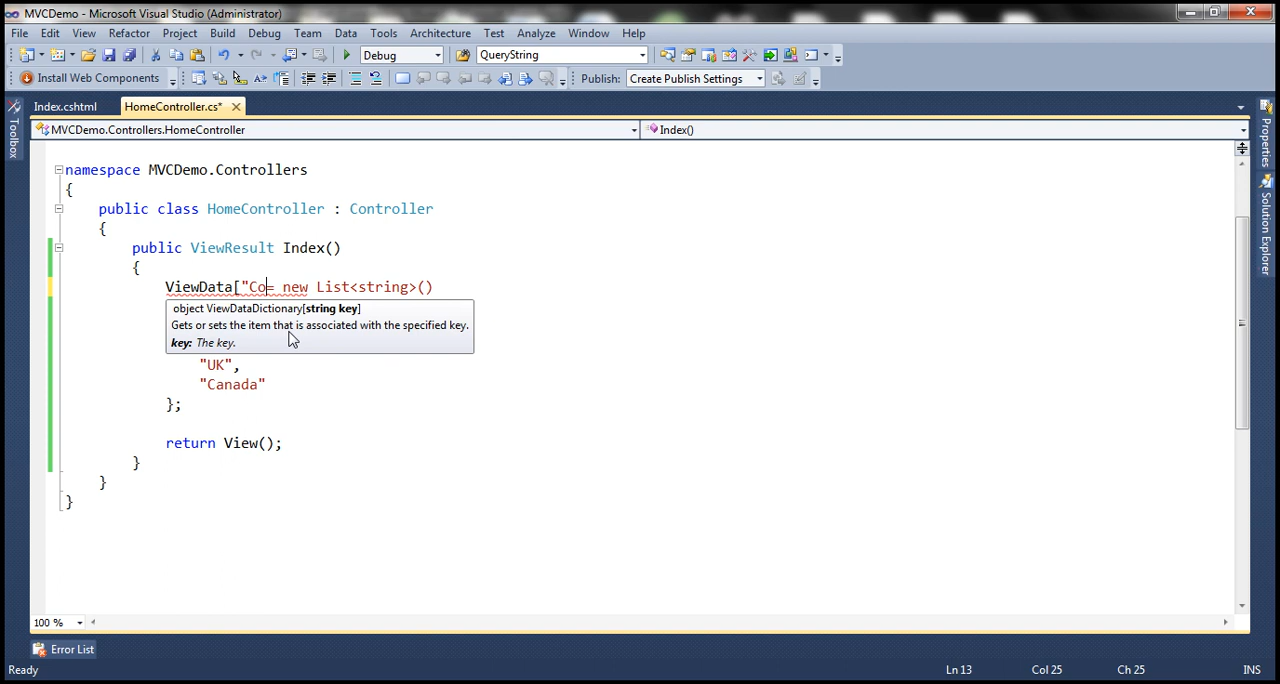 MVCDemo - Microsoft Visual Studio (Administrator)
File Edit View Refactor Project Build Debug Team Data Tools Architecture Test Analyze Window Help
Debug QueryString
Install Web Components Publish: Create Publish Settings
Index.cshtml HomeController.cs*
MVCDemo.Controllers.HomeController Index()
Toolbox
Properties
Solution Explorer
namespace MVCDemo.Controllers
{
public class HomeController : Controller
{
public ViewResult Index()
{
ViewData["Co= new List<string>()
object ViewDataDictionary[string key]
Gets or sets the item that is associated with the specified key.
key: The key.
"UK",
"Canada"
};
return View();
}
}
}
100 %
Error List
Ready Ln 13 Col 25 Ch 25 INS